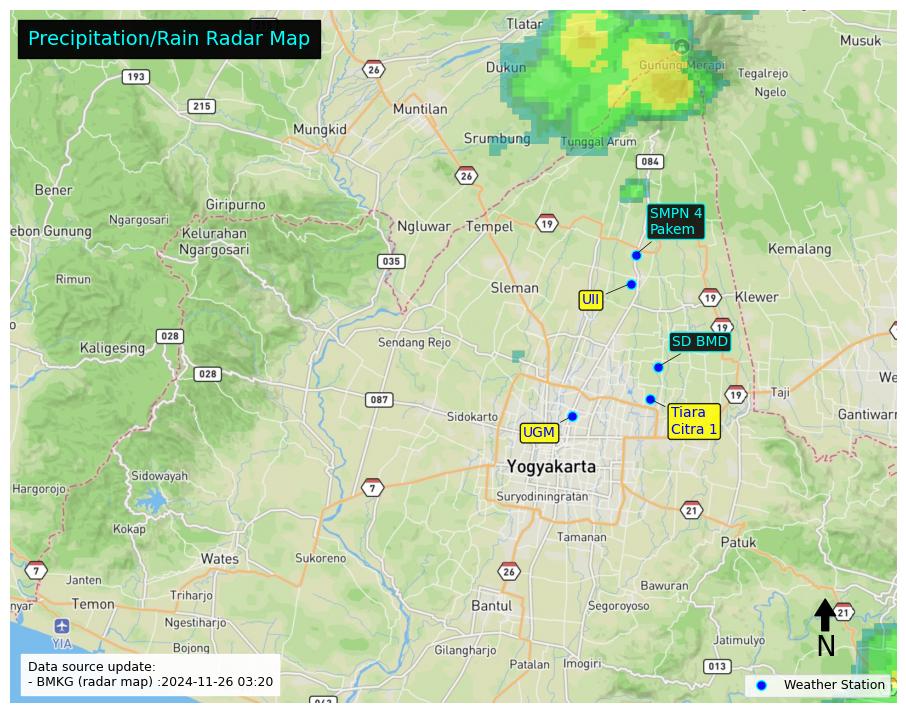 Precipitation/Rain Radar Map
Tlatar
Musuk
193
26
Dukun
Gunung Merapi
Tegalrejo
Ngelo
215
Muntilan
Mungkid
Srumbung
Tunggal Arum
084
26
Bener
Giripurno
Ngargosari
SMPN 4
Pakem
ebon Gunung
Kelurahan
Ngargosari
Ngluwar
Tempel
19
Kemalang
035
Rimun
Sleman
UII
19
Klewer
028
19
Kaligesing
Sendang Rejo
SD BMD
028
We
087
19
Taji
Sidokarto
Tiara
Citra 1
Gantiwarn
UGM
Yogyakarta
Sidowayah
Hargorojo
7
Suryodiningratan
21
Kokap
Tamanan
Patuk
Wates
Sukoreno
7
26
Janten
Bawuran
Triharjo
nyar
Temon
Bantul
Segoroyoso
21
Ngestiharjo
YIA
N
Jatimulyo
Bojong
Gilangharjo
Patalan
Imogiri
013
Data source update:
- BMKG (radar map) :2024-11-26 03:20
Weather Station